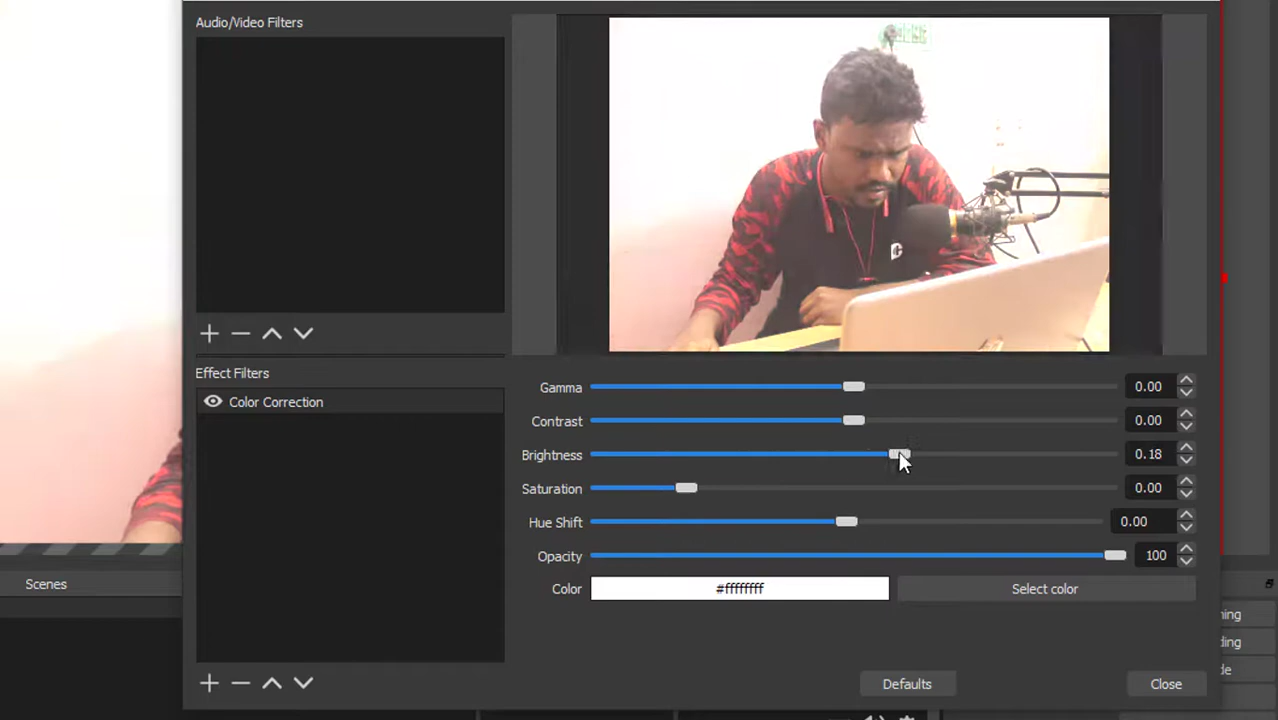 Audio/Video Filters
Effect Filters
Color Correction
Gamma 0.00
Contrast 0.00
Brightness 0.18
Saturation 0.00
Hue Shift 0.00
Opacity 100
Color #ffffffff Select color
Scenes
Defaults Close